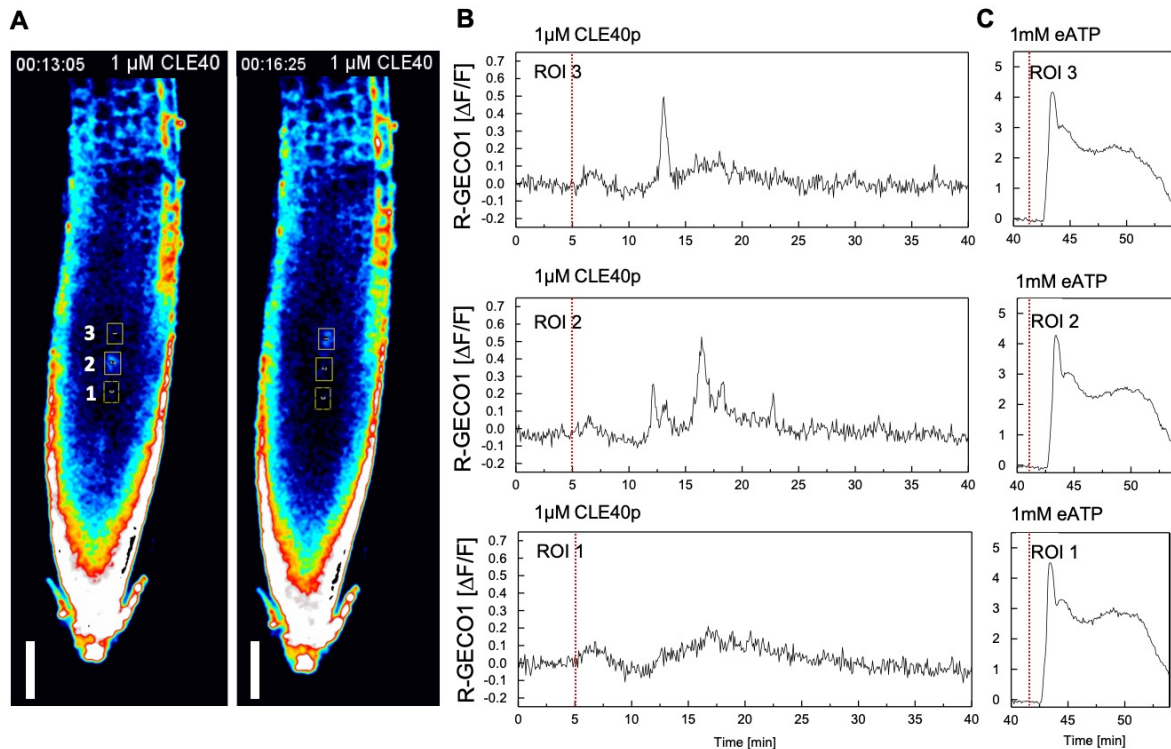 A
00:13:05 1 µM CLE40
3
2
1
00:16:25 1 µM CLE40
B
1µM CLE40p
ROI 3
R-GECO1 [ΔF/F]
0.7
0.6
0.5
0.4
0.3
0.2
0.1
0.0
-0.1
-0.2
0 5 10 15 20 25 30 35 40
1µM CLE40p
ROI 2
R-GECO1 [ΔF/F]
0.7
0.6
0.5
0.4
0.3
0.2
0.1
0.0
-0.1
-0.2
0 5 10 15 20 25 30 35 40
1µM CLE40p
ROI 1
R-GECO1 [ΔF/F]
0.7
0.6
0.5
0.4
0.3
0.2
0.1
0.0
-0.1
-0.2
0 5 10 15 20 25 30 35 40
Time [min]
C
1mM eATP
ROI 3
5
4
3
2
1
0
40 45 50
1mM eATP
ROI 2
5
4
3
2
1
0
40 45 50
1mM eATP
ROI 1
5
4
3
2
1
0
40 45 50
Time [min]